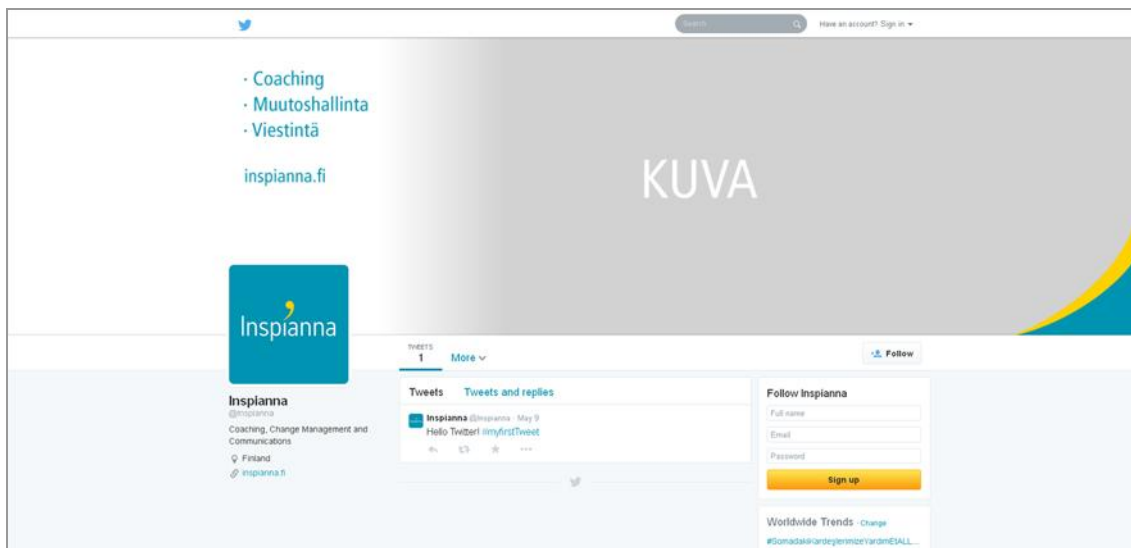 Search
Have an account? Sign in
· Coaching
· Muutoshallinta
· Viestintä
inspianna.fi
KUVA
Inspianna
TWEETS
1
More
Follow
Inspianna
@Inspianna
Coaching, Change Management and
Communications
Finland
inspianna.fi
Tweets Tweets and replies
Inspianna @Inspianna · May 9
Hello Twitter! #myfirstTweet
Follow Inspianna
Full name
Email
Password
Sign up
Worldwide Trends · Change
#SomadakiKardeşlerimizeYardımEtALL...